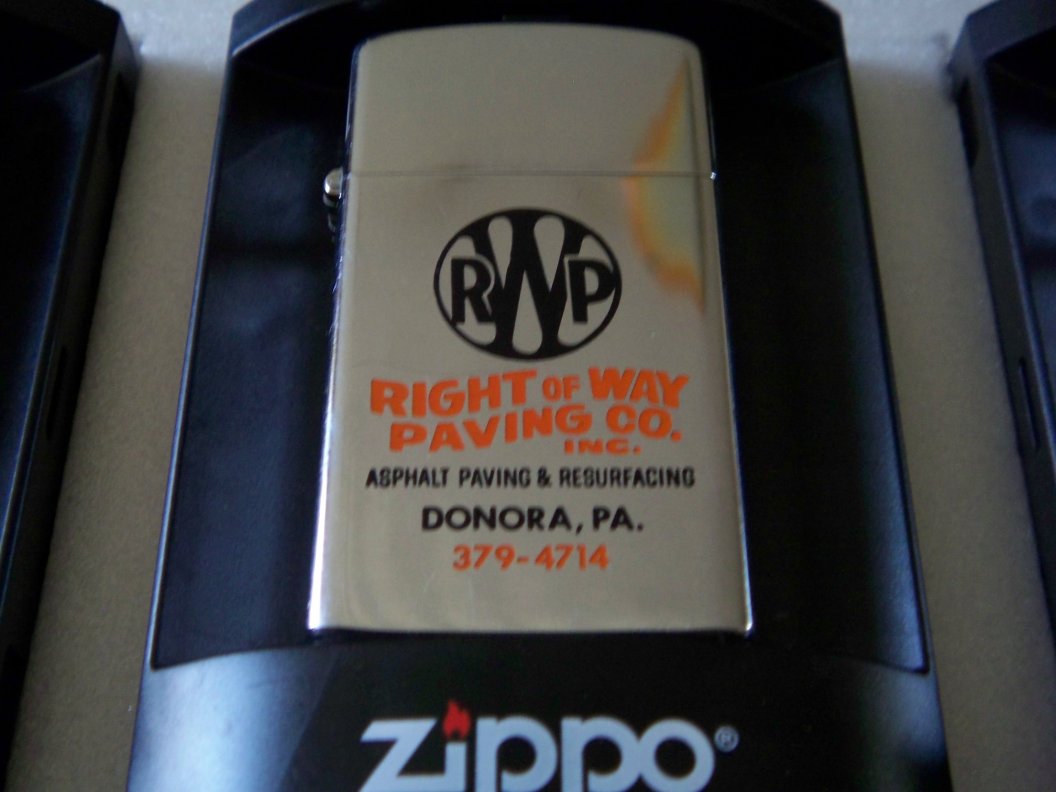 RWP
RIGHT OF WAY
PAVING CO.
INC.
ASPHALT PAVING & RESURFACING
DONORA, PA.
379-4714
zippo®